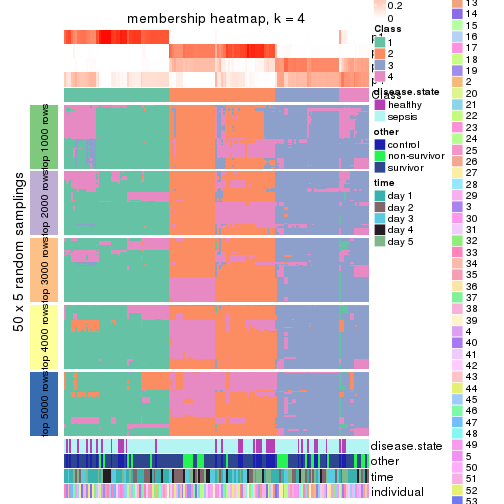 membership heatmap, k = 4
0.2
0
Class
1
2
3
4
Class
disease.state
healthy
sepsis
other
control
non-survivor
survivor
time
day 1
day 2
day 3
day 4
day 5
50 x 5 random samplings
top 1000 rows
top 2000 rows
top 3000 rows
top 4000 rows
top 5000 rows
disease.state
other
time
individual
13
14
15
16
17
18
19
2
20
21
22
23
24
25
26
27
28
29
3
30
31
32
33
34
35
36
37
38
39
4
40
41
42
43
44
45
46
47
48
49
5
50
51
52
53